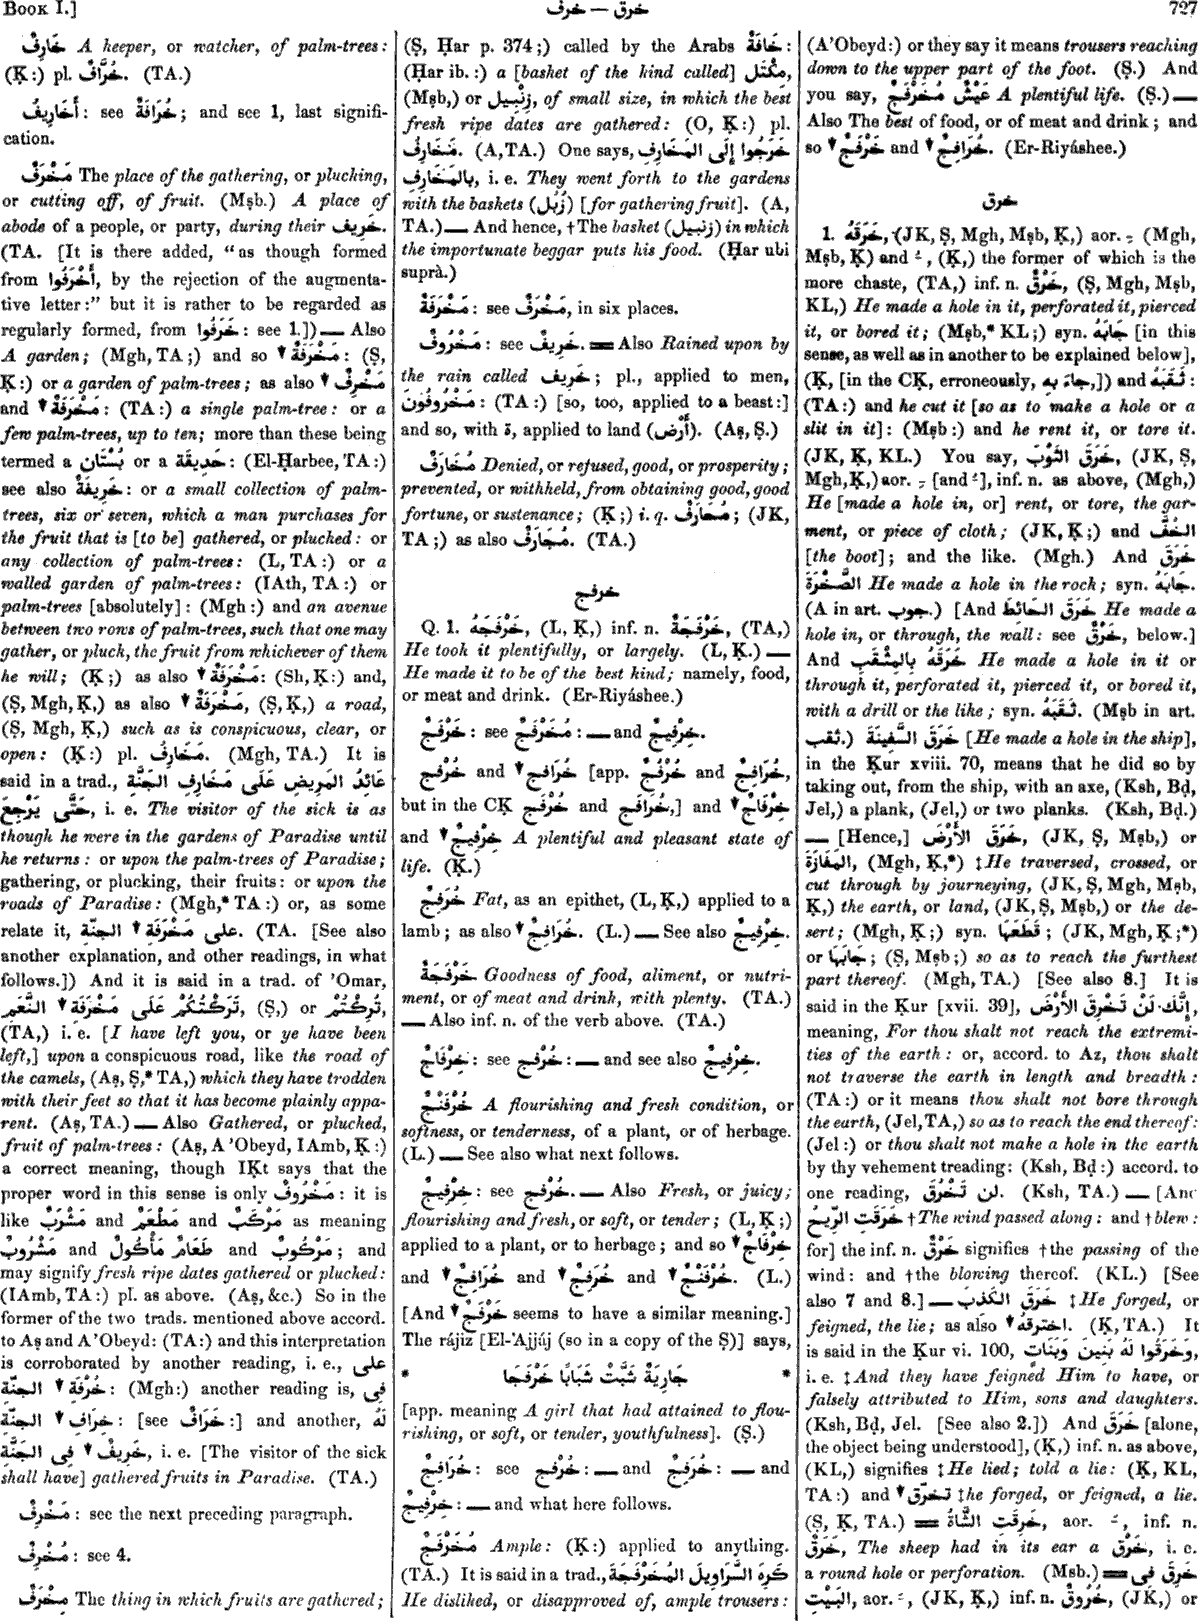 Book I.]
خرف — خرق
727
خَارِفٌ A keeper, or watcher, of palm-trees:
(Ḳ:) pl. خُرَّافٌ. (TA.)
أَخَارِيفُ: see خُرَافَةٌ; and see 1, last signifi-
cation.
مَخْرَفٌ The place of the gathering, or plucking,
or cutting off, of fruit. (Mṣb.) A place of
abode of a people, or party, during their خَرِيف.
(TA. [It is there added, “as though formed
from أَخْرَفُوا, by the rejection of the augmenta-
tive letter:” but it is rather to be regarded as
regularly formed, from خَرَفُوا: see 1.]) — Also
A garden; (Mgh, TA;) and so ▼ مَخْرَفَةٌ: (Ṣ,
Ḳ:) or a garden of palm-trees; as also ▼ مَخْرِفٌ
and ▼ مَخْرَفَةٌ: (TA:) a single palm-tree: or a
few palm-trees, up to ten; more than these being
termed a بُسْتَان or a حَدِيقَة: (El-Ḥarbee, TA:)
see also خَرِيفَةٌ: or a small collection of palm-
trees, six or seven, which a man purchases for
the fruit that is [to be] gathered, or plucked: or
any collection of palm-trees: (L, TA:) or a
walled garden of palm-trees: (IAth, TA:) or
palm-trees [absolutely]: (Mgh:) and an avenue
between two rows of palm-trees, such that one may
gather, or pluck, the fruit from whichever of them
he will; (Ḳ;) as also ▼ مَخْرَفَةٌ: (Sh, Ḳ:) and,
(Ṣ, Mgh, Ḳ,) as also ▼ مَخْرَفَةٌ, (Ṣ, Ḳ,) a road,
(Ṣ, Mgh, Ḳ,) such as is conspicuous, clear, or
open: (Ḳ:) pl. مَخَارِفُ. (Mgh, TA.) It is
said in a trad., عَائِدُ المَرِيضِ عَلَى مَخَارِفِ الجَنَّةِ
حَتَّى يَرْجِعَ, i. e. The visitor of the sick is as
though he were in the gardens of Paradise until
he returns: or upon the palm-trees of Paradise;
gathering, or plucking, their fruits: or upon the
roads of Paradise: (Mgh,* TA:) or, as some
relate it, على مَخْرَفَةِ ▼ الجنّة. (TA. [See also
another explanation, and other readings, in what
follows.]) And it is said in a trad. of ’Omar,
تَرَكْتُكُمْ عَلَى مَخْرَفَةِ ▼ النَّعَمِ, (Ṣ,) or تُرِكْتُمْ,
(TA,) i. e. [I have left you, or ye have been
left,] upon a conspicuous road, like the road of
the camels, (Aṣ, Ṣ,* TA,) which they have trodden
with their feet so that it has become plainly appa-
rent. (Aṣ, TA.) — Also Gathered, or plucked,
fruit of palm-trees: (Aṣ, A ’Obeyd, IAmb, Ḳ:)
a correct meaning, though IḲt says that the
proper word in this sense is only مَخْرُوفٌ: it is
like مَشْرَبٌ and مَطْعَمٌ and مَرْكَبٌ as meaning
مَشْرُوبٌ and طَعَامٌ مَأْكُولٌ and مَرْكُوبٌ; and
may signify fresh ripe dates gathered or plucked:
(IAmb, TA:) pl. as above. (Aṣ, &c.) So in the
former of the two trads. mentioned above accord.
to Aṣ and A ’Obeyd: (TA:) and this interpretation
is corroborated by another reading, i. e., على
خُرْفَةِ ▼ الجنّة: (Mgh:) another reading is, فِى
خِرَافِ ▼ الجنّة: [see خَرَافٌ:] and another, لَهُ
خَرِيفٌ ▼ فِى الجَنَّةِ, i. e. [The visitor of the sick
shall have] gathered fruits in Paradise. (TA.)
مَخْرِفٌ: see the next preceding paragraph.
مُخْرِفٌ: see 4.
مِخْرَفٌ The thing in which fruits are gathered;
(Ṣ, Ḥar p. 374;) called by the Arabs خَافَةٌ:
(Ḥar ib.:) a [basket of the kind called] مِكْتَل,
(Mṣb,) or زِنْبِيل, of small size, in which the best
fresh ripe dates are gathered: (O, Ḳ:) pl.
مَخَارِفُ. (A, TA.) One says, خَرَجُوا إِلَى المَخَارِفِ
بِالمَخَارِفِ, i. e. They went forth to the gardens
with the baskets (زُبُل) [for gathering fruit]. (A,
TA.) — And hence, † The basket (زنبيل) in which
the importunate beggar puts his food. (Ḥar ubi
suprà.)
مَخْرَفَةٌ: see مَخْرَفٌ, in six places.
مَخْرُوفٌ: see خَرِيفٌ. ═ Also Rained upon by
the rain called خَرِيف; pl., applied to men,
مَخْرُوفُونَ: (TA:) [so, too, applied to a beast:]
and so, with ة, applied to land (أَرْض). (Aṣ, Ṣ.)
مُخَارَفٌ Denied, or refused, good, or prosperity;
prevented, or withheld, from obtaining good, good
fortune, or sustenance; (Ḳ;) i. q. مُحَارَفٌ; (JK,
TA;) as also مُجَارَفٌ. (TA.)
خرفج
Q. 1. خَرْفَجَهُ, (L, Ḳ,) inf. n. خَرْفَجَةٌ, (TA,)
He took it plentifully, or largely. (L, Ḳ.) —
He made it to be of the best kind; namely, food,
or meat and drink. (Er-Riyáshee.)
خَرْفَجٌ: see مُخَرْفَجٌ: — and خِرْفِيجٌ.
خُرْفُجٌ and ▼ خُرَافِجٌ [app. خُرْفُجٌ and خُرَافِجٌ,
but in the CḲ خَرْفَج and خُرَافَج,] and ▼ خِرْفَاجٌ
and ▼ خِرْفِيجٌ A plentiful and pleasant state of
life. (Ḳ.)
خُرَفِجٌ Fat, as an epithet, (L, Ḳ,) applied to a
lamb; as also ▼ خُرَافِجٌ. (L.) — See also خِرْفِيجٌ.
خَرْفَجَةٌ Goodness of food, aliment, or nutri-
ment, or of meat and drink, with plenty. (TA.)
— Also inf. n. of the verb above. (TA.)
خِرْفَاجٌ: see خُرْفُجٌ: — and see also خِرْفِيجٌ.
خُرْفَنْجٌ A flourishing and fresh condition, or
softness, or tenderness, of a plant, or of herbage.
(L.) — See also what next follows.
خِرْفِيجٌ: see خُرْفُجٌ. — Also Fresh, or juicy;
flourishing and fresh, or soft, or tender; (L, Ḳ;)
applied to a plant, or to herbage; and so ▼ خِرْفَاجٌ
and ▼ خُرَافِجٌ and ▼ خُرَفِجٌ and ▼ خُرْفَنْجٌ. (L.)
[And ▼ خَرْفَجٌ seems to have a similar meaning.]
The rájiz [El-’Ajjáj (so in a copy of the Ṣ)] says,
* جَارِيَةٌ شَبَّتْ شَبَابًا خَرْفَجَا *
[app. meaning A girl that had attained to flou-
rishing, or soft, or tender, youthfulness]. (Ṣ.)
خُرَافِجٌ: see خُرْفُجٌ: — and خُرَفِجٌ: — and
خِرْفِيجٌ: — and what here follows.
مُخَرْفَجٌ Ample: (Ḳ:) applied to anything.
(TA.) It is said in a trad., كَرِهَ السَّرَاوِيلَ المُخَرْفَجَةَ
He disliked, or disapproved of, ample trousers:
(A’Obeyd:) or they say it means trousers reaching
down to the upper part of the foot. (Ṣ.) And
you say, عَيْشٌ مُخَرْفَجٌ A plentiful life. (Ṣ.) —
Also The best of food, or of meat and drink; and
so ▼ خَرْفَجٌ and ▼ خُرَافِجٌ. (Er-Riyáshee.)
خرق
1. خَرَقَهُ, (JK, Ṣ, Mgh, Mṣb, Ḳ,) aor. ـِ (Mgh,
Mṣb, Ḳ) and ـُ, (Ḳ,) the former of which is the
more chaste, (TA,) inf. n. خَرْقٌ, (Ṣ, Mgh, Mṣb,
KL,) He made a hole in it, perforated it, pierced
it, or bored it; (Mṣb,* KL;) syn. جَابَهُ [in this
sense, as well as in another to be explained below],
(Ḳ, [in the CḲ, erroneously, جاءَ بِهِ,]) and ثَقَبَهُ:
(TA:) and he cut it [so as to make a hole or a
slit in it]: (Mṣb:) and he rent it, or tore it.
(JK, Ḳ, KL.) You say, خَرَقَ الثَّوْبَ, (JK, Ṣ,
Mgh, Ḳ,) aor. ـِ [and ـُ], inf. n. as above, (Mgh,)
He [made a hole in, or] rent, or tore, the gar-
ment, or piece of cloth; (JK, Ḳ;) and الخُفَّ
[the boot]; and the like. (Mgh.) And خَرَقَ
الصَّخْرَةَ He made a hole in the rock; syn. جَابَهُ.
(A in art. جوب.) [And خَرَقَ الحَائِطَ He made a
hole in, or through, the wall: see خَرْقٌ, below.]
And خَرَقَهُ بِالمِثْقَبِ He made a hole in it or
through it, perforated it, pierced it, or bored it,
with a drill or the like; syn. ثَقَبَهُ. (Mṣb in art.
ثقب.) خَرَقَ السَّفِينَةَ [He made a hole in the ship],
in the Ḳur xviii. 70, means that he did so by
taking out, from the ship, with an axe, (Ksh, Bḍ,
Jel,) a plank, (Jel,) or two planks. (Ksh, Bḍ.)
— [Hence,] خَرَقَ الأَرْضَ, (JK, Ṣ, Mṣb,) or
المَفَازَةَ, (Mgh, Ḳ,*) ‡ He traversed, crossed, or
cut through by journeying, (JK, Ṣ, Mgh, Mṣb,
Ḳ,) the earth, or land, (JK, Ṣ, Mṣb,) or the de-
sert; (Mgh, Ḳ;) syn. قَطَعَهَا; (JK, Mgh, Ḳ;*)
or جَابَهَا; (Ṣ, Mṣb;) so as to reach the furthest
part thereof. (Mgh, TA.) [See also 8.] It is
said in the Ḳur [xvii. 39], إِنَّكَ لَنْ تَخْرِقَ الأَرْضَ,
meaning, For thou shalt not reach the extremi-
ties of the earth: or, accord. to Az, thou shalt
not traverse the earth in length and breadth:
(TA:) or it means thou shalt not bore through
the earth, (Jel, TA,) so as to reach the end thereof:
(Jel:) or thou shalt not make a hole in the earth
by thy vehement treading: (Ksh, Bḍ:) accord. to
one reading, لن تَخْرُقَ. (Ksh, TA.) — [And
خَرَقَتِ الرِّيحُ † The wind passed along: and † blew:
for] the inf. n. خَرْقٌ signifies † the passing of the
wind: and † the blowing thereof. (KL.) [See
also 7 and 8.] — خَرَقَ الكَذِبَ ‡ He forged, or
feigned, the lie; as also ▼ اخترقهُ. (Ḳ, TA.) It
is said in the Ḳur vi. 100, وَخَرَقُوا لَهُ بَنِينَ وَبَنَاتٍ,
i. e. ‡ And they have feigned Him to have, or
falsely attributed to Him, sons and daughters.
(Ksh, Bḍ, Jel. [See also 2.]) And خَرَقَ [alone,
the object being understood], (Ḳ,) inf. n. as above,
(KL,) signifies ‡ He lied; told a lie: (Ḳ, KL,
TA:) and ▼ تخرّق ‡ he forged, or feigned, a lie.
(Ṣ, Ḳ, TA.) ═ خَرِقَتِ الشَّاةُ, aor. ـَ, inf. n.
خَرَقٌ, The sheep had in its ear a خَرْق, i. e.
a round hole or perforation. (Mṣb.) ═ خَرَقَ فِى
البَيْتِ, aor. ـُ, (JK, Ḳ,) inf. n. خُرُوقٌ, (JK,) or